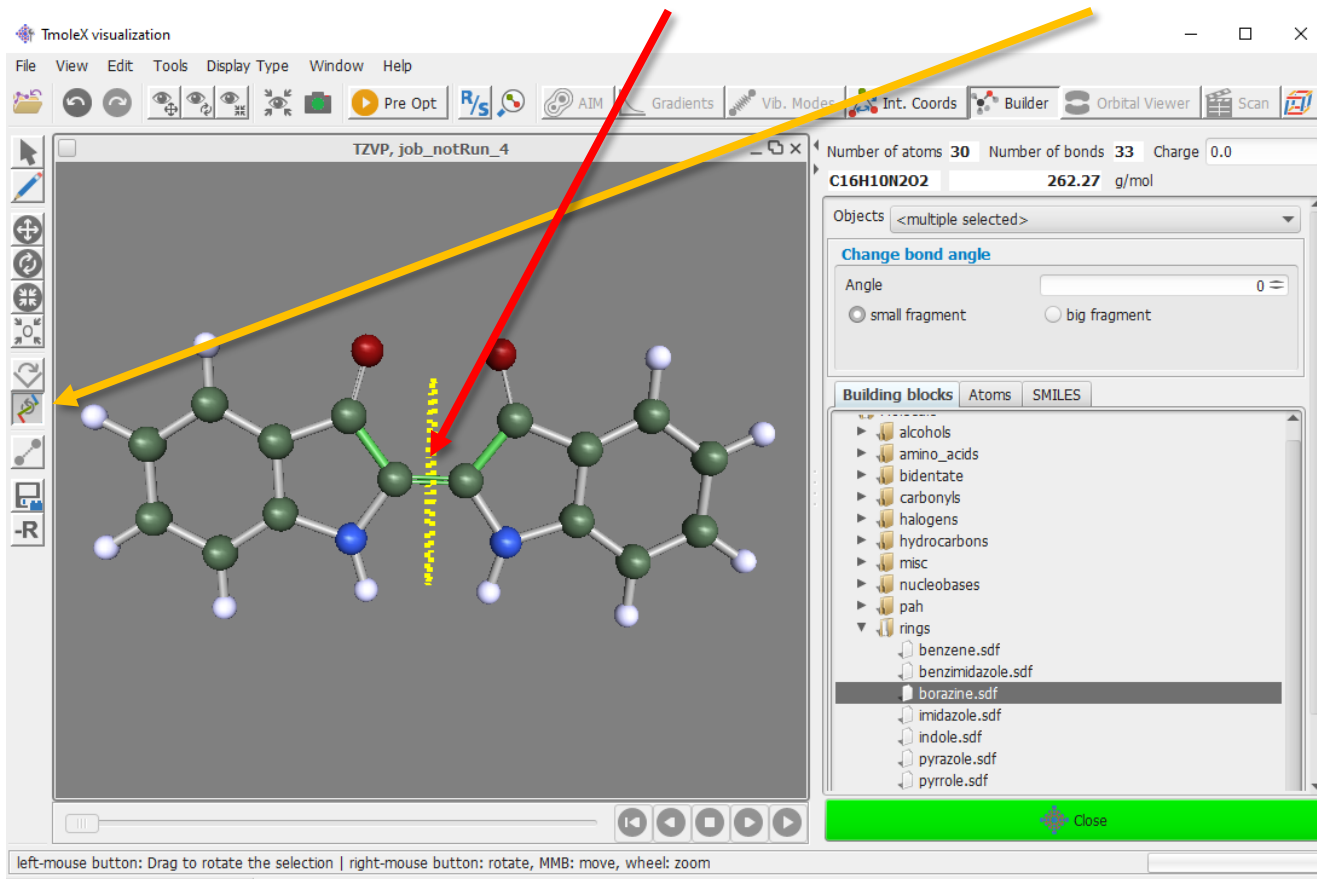 TmoleX visualization
File View Edit Tools Display Type Window Help
Pre Opt R/S AIM Gradients Vib. Modes Int. Coords Builder Orbital Viewer Scan
TZVP, job_notRun_4
Number of atoms 30 Number of bonds 33 Charge 0.0
C16H10N2O2 262.27 g/mol
Objects <multiple selected>
Change bond angle
Angle 0
small fragment big fragment
Building blocks Atoms SMILES
alcohols
amino_acids
bidentate
carbonyls
halogens
hydrocarbons
misc
nucleobases
pah
rings
benzene.sdf
benzimidazole.sdf
borazine.sdf
imidazole.sdf
indole.sdf
pyrazole.sdf
pyrrole.sdf
-R
Close
left-mouse button: Drag to rotate the selection | right-mouse button: rotate, MMB: move, wheel: zoom